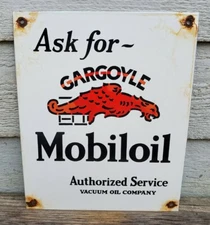 Ask for~
GARGOYLE
Mobiloil
Authorized Service
VACUUM OIL COMPANY